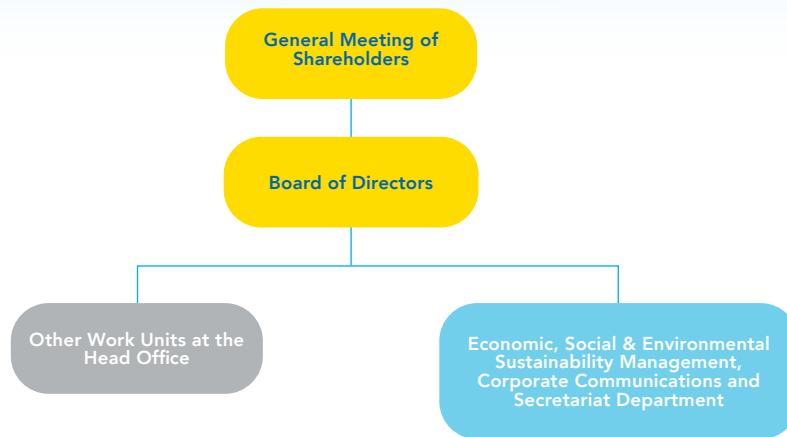 General Meeting of
Shareholders
Board of Directors
Other Work Units at the
Head Office
Economic, Social & Environmental
Sustainability Management,
Corporate Communications and
Secretariat Department